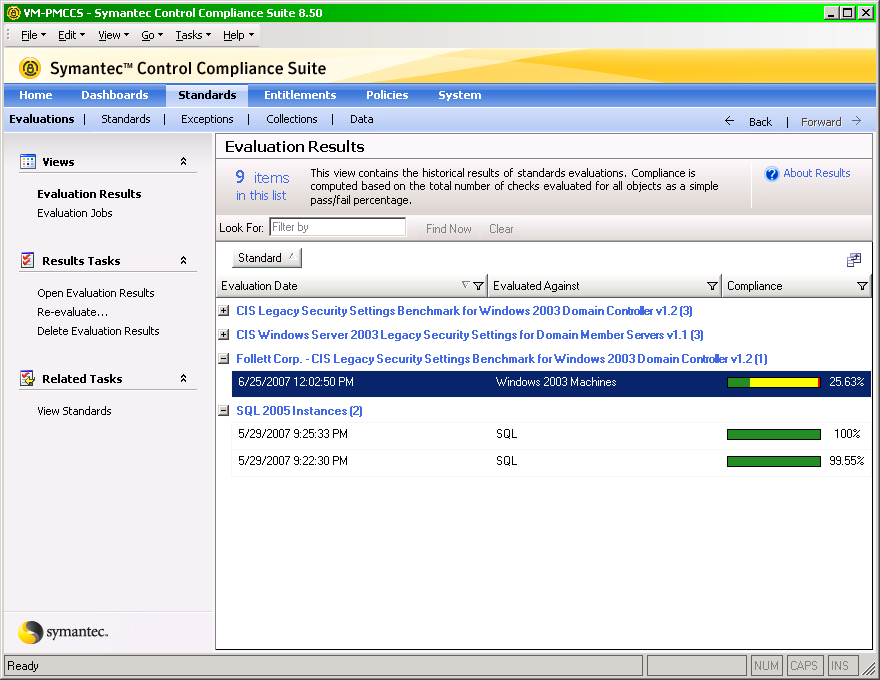 VM-PMCCS - Symantec Control Compliance Suite 8.50
File Edit View Go Tasks Help
Symantec™ Control Compliance Suite
Home Dashboards Standards Entitlements Policies System
Evaluations | Standards | Exceptions | Collections | Data
Back | Forward
Views
Evaluation Results
Evaluation Jobs
Results Tasks
Open Evaluation Results
Re-evaluate...
Delete Evaluation Results
Related Tasks
View Standards
symantec.
Evaluation Results
9 items
in this list
This view contains the historical results of standards evaluations. Compliance is
computed based on the total number of checks evaluated for all objects as a simple
pass/fail percentage.
About Results
Look For: Filter by Find Now Clear
Standard
Evaluation Date Evaluated Against Compliance
CIS Legacy Security Settings Benchmark for Windows 2003 Domain Controller v1.2 (3)
CIS Windows Server 2003 Legacy Security Settings for Domain Member Servers v1.1 (3)
Follett Corp. - CIS Legacy Security Settings Benchmark for Windows 2003 Domain Controller v1.2 (1)
6/25/2007 12:02:50 PM Windows 2003 Machines 25.63%
SQL 2005 Instances (2)
5/29/2007 9:25:33 PM SQL 100%
5/29/2007 9:22:30 PM SQL 99.55%
Ready NUM CAPS INS